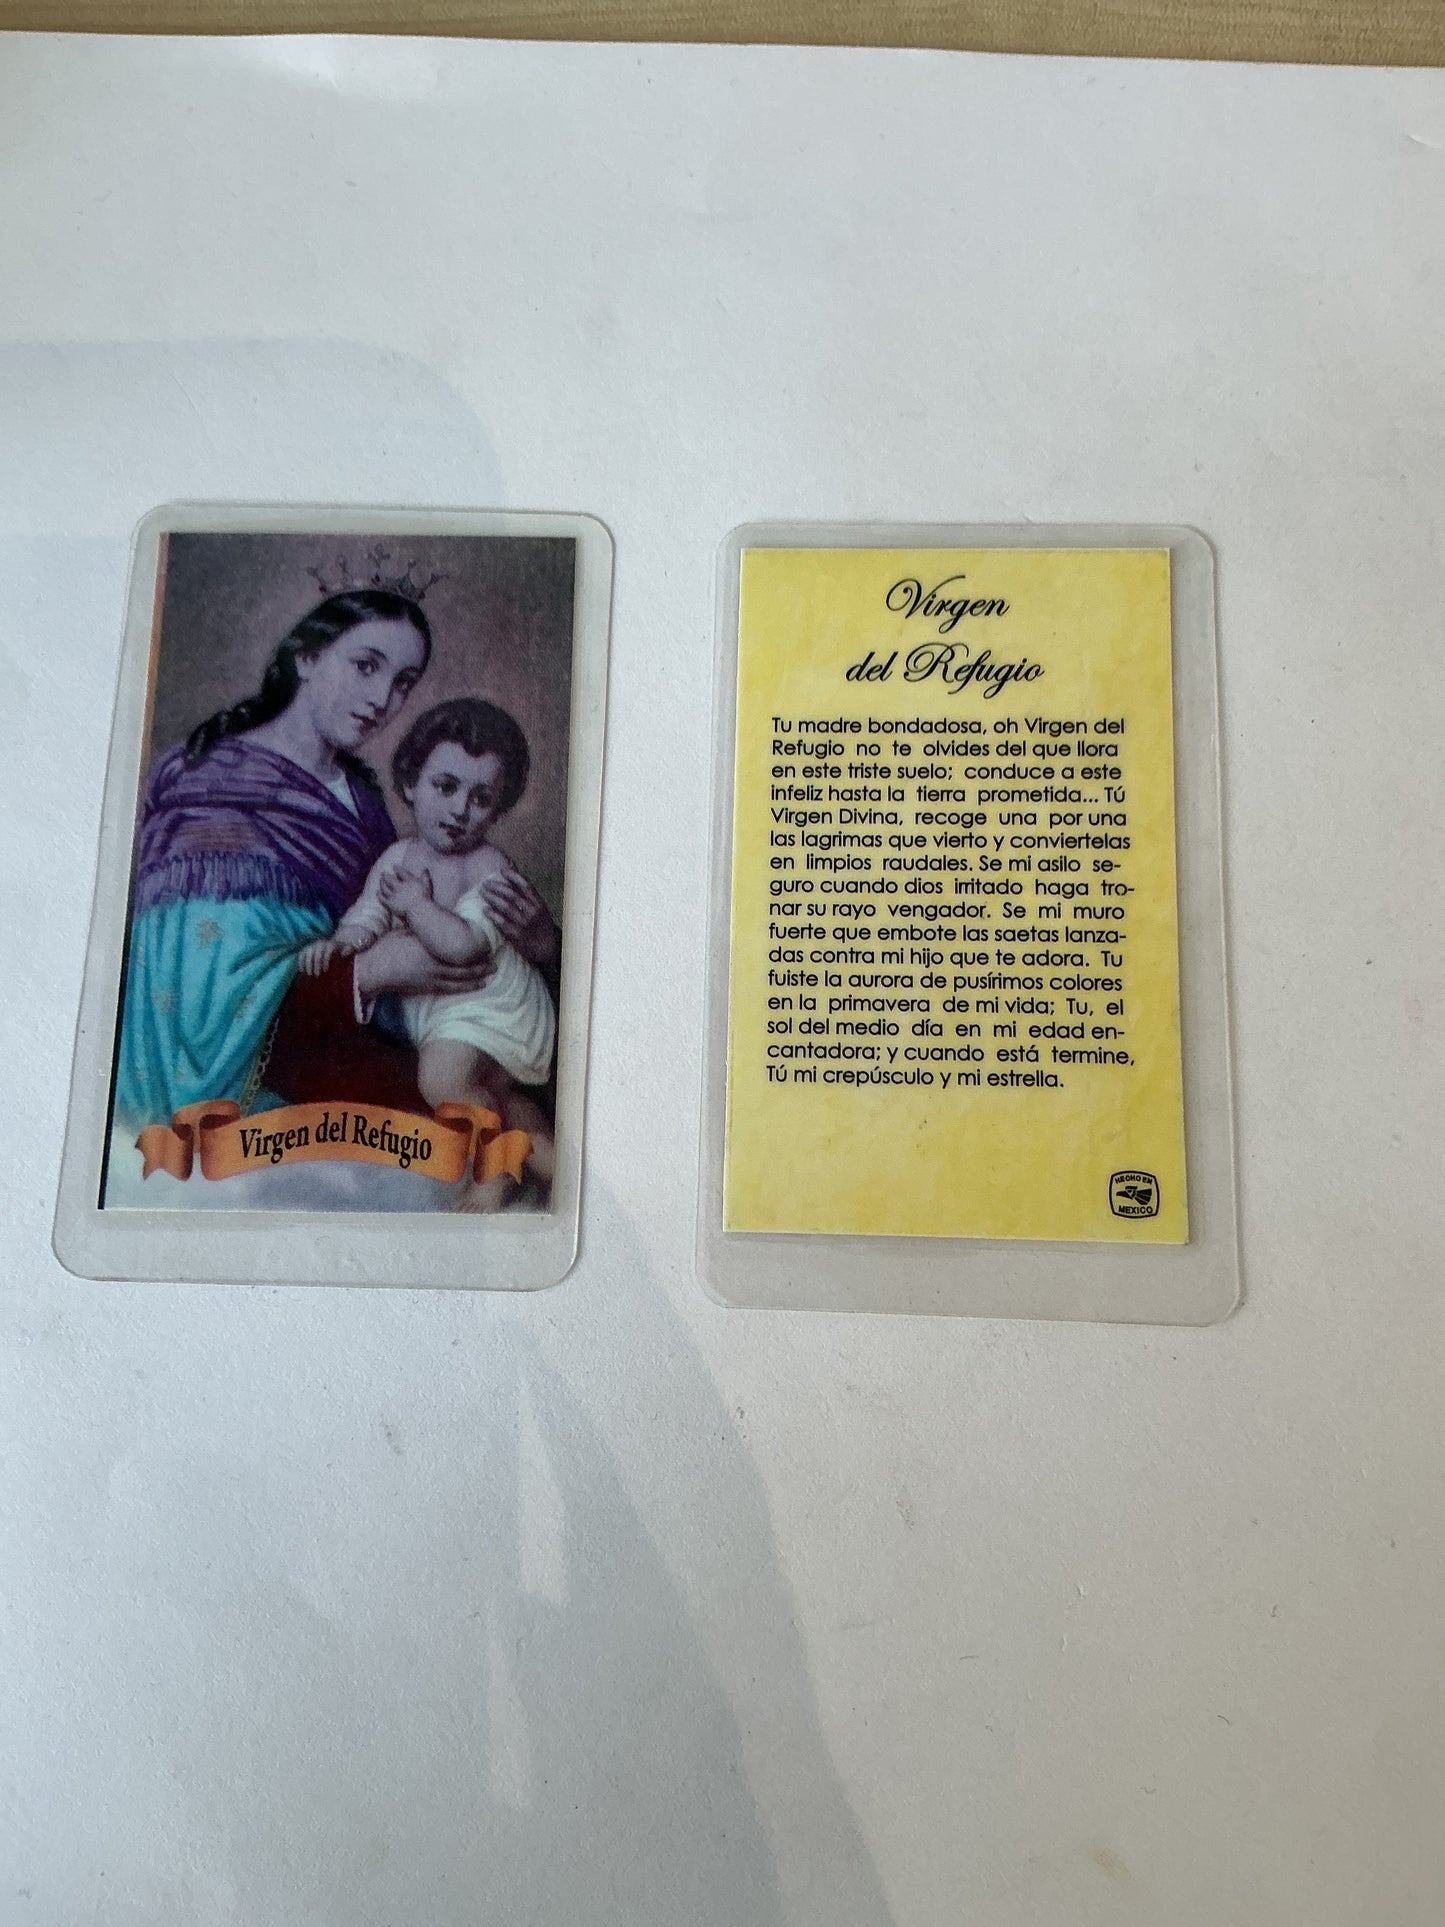 Virgen del Refugio
Virgen
del Refugio
Tu madre bondadosa, oh Virgen del
Refugio no te olvides del que llora
en este triste suelo; conduce a este
infeliz hasta la tierra prometida... Tú
Virgen Divina, recoge una por una
las lagrimas que vierto y conviertelas
en limpios raudales. Se mi asilo se-
guro cuando dios irritado haga tro-
nar su rayo vengador. Se mi muro
fuerte que embote las saetas lanza-
das contra mi hijo que te adora. Tu
fuiste la aurora de pusírimos colores
en la primavera de mi vida; Tu, el
sol del medio día en mi edad en-
cantadora; y cuando está termine,
Tú mi crepúsculo y mi estrella.
HECHO EN
MEXICO